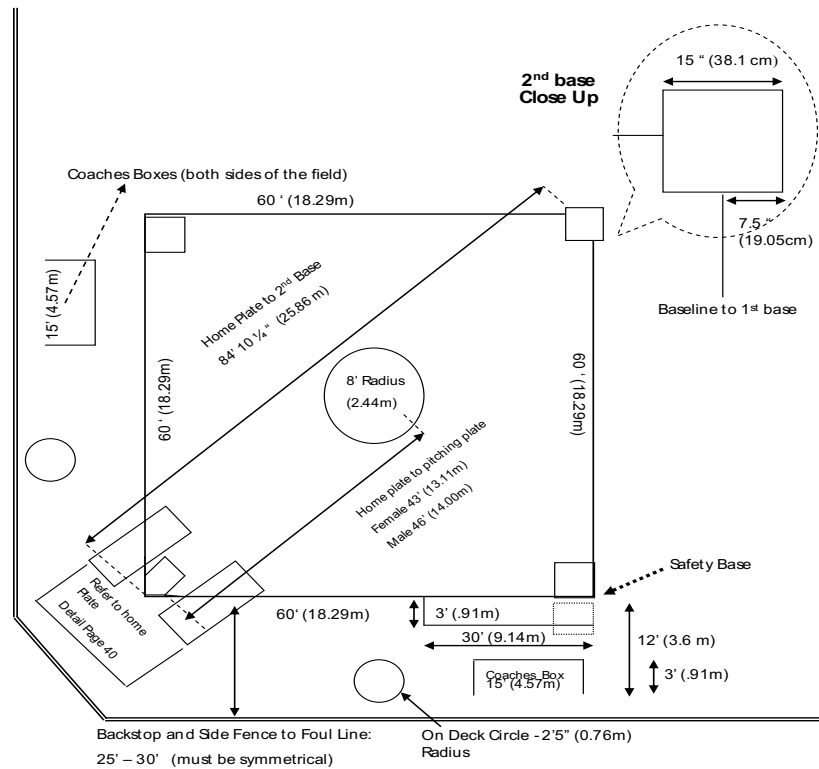 15 “ (38.1 cm)
2nd base
Close Up
7.5 “
(19.05cm)
Baseline to 1st base
Coaches Boxes (both sides of the field)
60 ‘ (18.29m)
15’ (4.57m)
Home Plate to 2nd Base
84’ 10 ¼ “ (25.86 m)
8’ Radius
(2.44m)
60 ‘ (18.29m)
60 ‘ (18.29m)
Home plate to pitching plate
Female 43’ (13.11m)
Male 46’ (14.00m)
Refer to home
Plate
Detail Page 40
Safety Base
60‘ (18.29m)
3’ (.91m)
30’ (9.14m)
12’ (3.6 m)
3’ (.91m)
Coaches Box
15’ (4.57m)
Backstop and Side Fence to Foul Line:
25’ – 30’ (must be symmetrical)
On Deck Circle - 2’5” (0.76m)
Radius